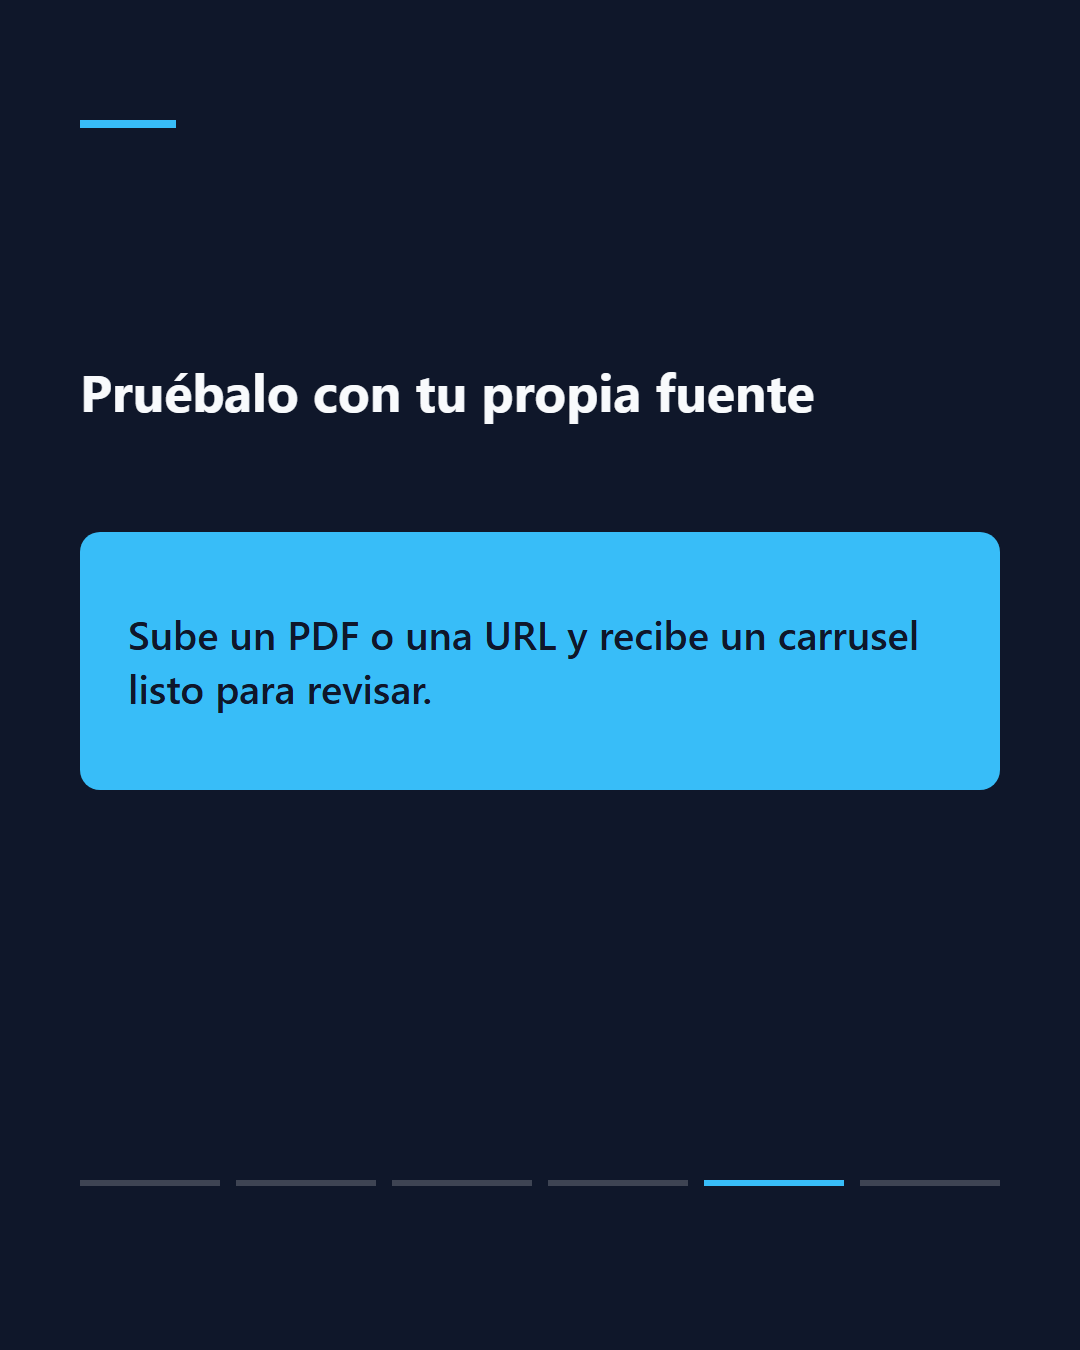 Pruébalo con tu propia fuente
Sube un PDF o una URL y recibe un carrusel
listo para revisar.